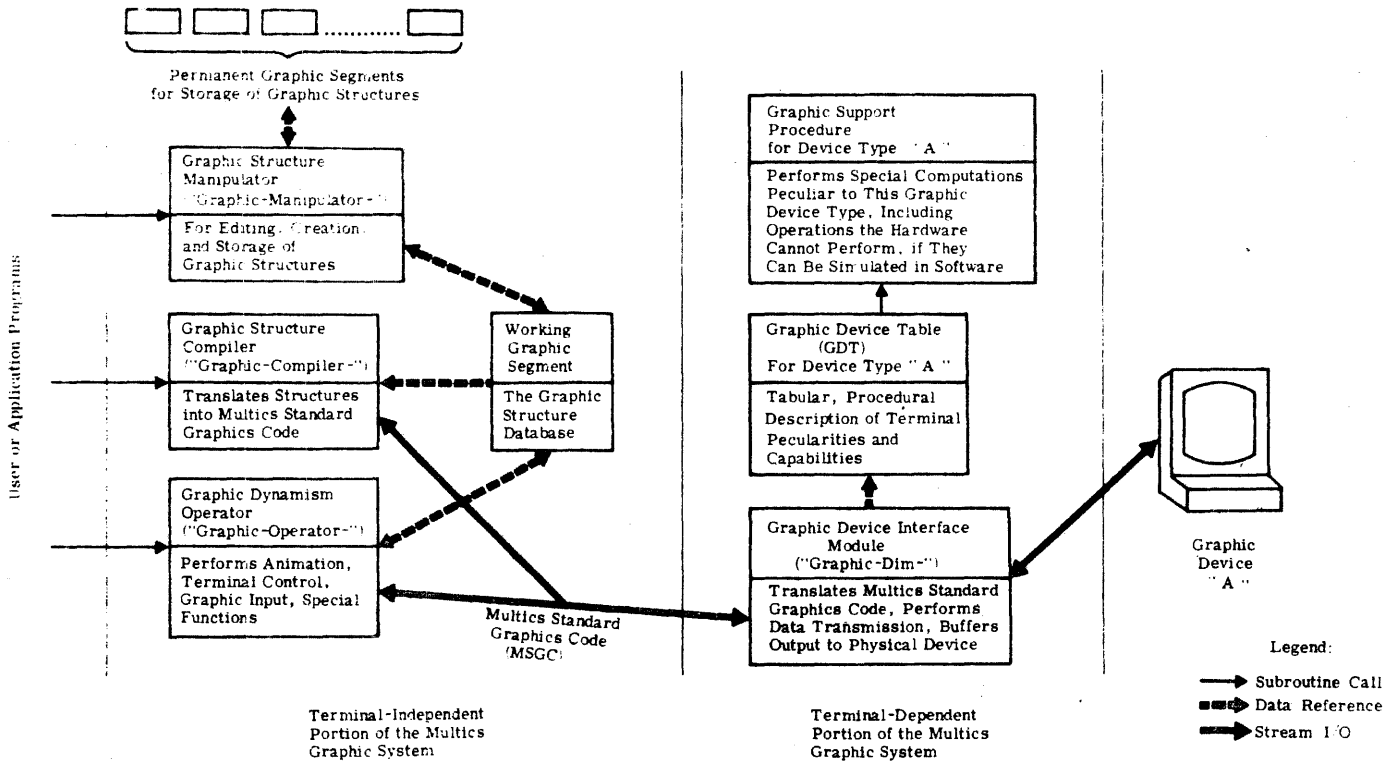 User or Application Programs
Permanent Graphic Segments
for Storage of Graphic Structures
Graphic Structure
Manipulator
("Graphic-Manipulator-")
For Editing, Creation,
and Storage of
Graphic Structures
Graphic Structure
Compiler
("Graphic-Compiler-")
Translates Structures
into Multics Standard
Graphics Code
Graphic Dynamism
Operator
("Graphic-Operator-")
Performs Animation,
Terminal Control,
Graphic Input, Special
Functions
Working
Graphic
Segment
The Graphic
Structure
Database
Multics Standard
Graphics Code
(MSGC)
Terminal-Independent
Portion of the Multics
Graphic System
Graphic Support
Procedure
for Device Type "A"
Performs Special Computations
Peculiar to This Graphic
Device Type, Including
Operations the Hardware
Cannot Perform, if They
Can Be Simulated in Software
Graphic Device Table
(GDT)
For Device Type "A"
Tabular, Procedural
Description of Terminal
Pecularities and
Capabilities
Graphic Device Interface
Module
("Graphic-Dim-")
Translates Multics Standard
Graphics Code, Performs
Data Transmission, Buffers
Output to Physical Device
Terminal-Dependent
Portion of the Multics
Graphic System
Graphic
Device
"A"
Legend:
Subroutine Call
Data Reference
Stream I/O